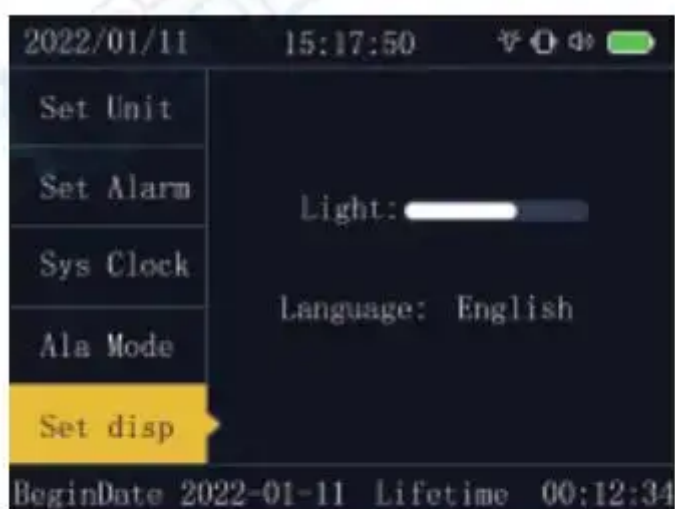 2022/01/11 15:17:50
Set Unit
Set Alarm
Sys Clock
Ala Mode
Set disp
Light:
Language: English
BeginDate 2022-01-11 Lifetime 00:12:34